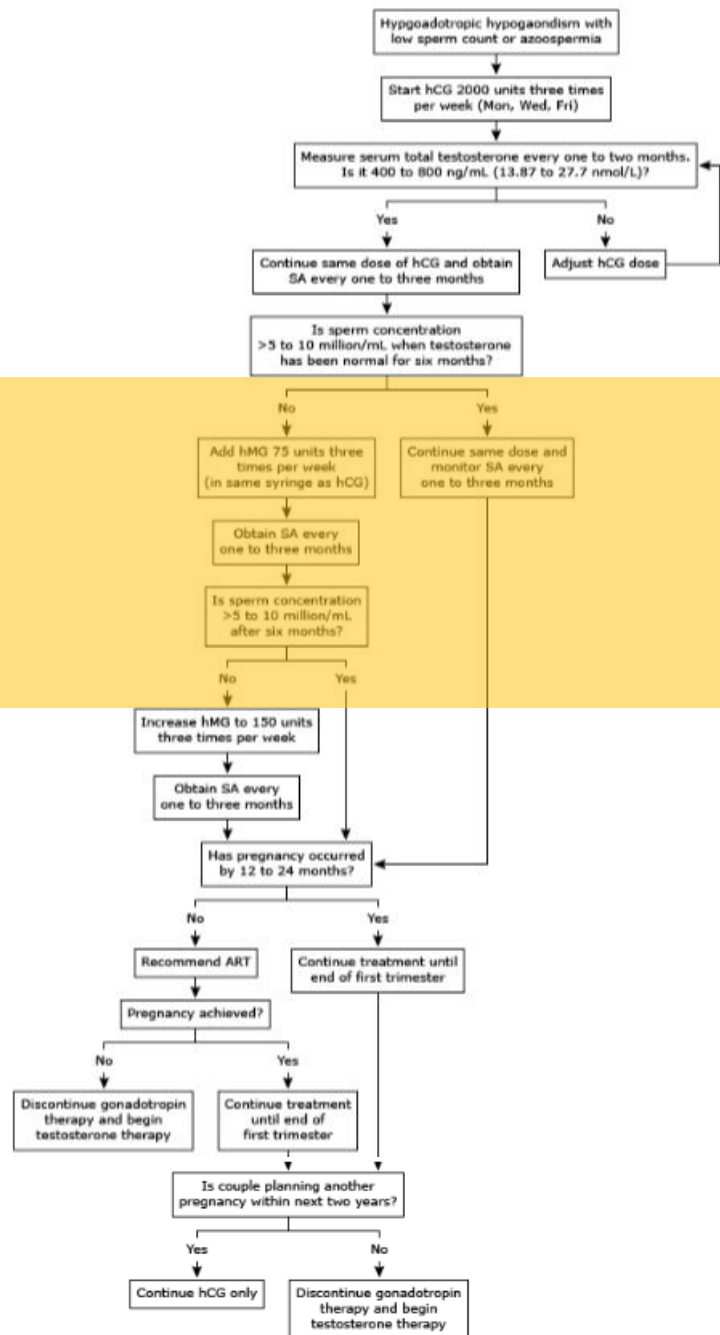 Hypgoadotropic hypogaondism with
low sperm count or azoospermia
Start hCG 2000 units three times
per week (Mon, Wed, Fri)
Measure serum total testosterone every one to two months.
Is it 400 to 800 ng/mL (13.87 to 27.7 nmol/L)?
Yes
No
Continue same dose of hCG and obtain
SA every one to three months
Adjust hCG dose
Is sperm concentration
>5 to 10 million/mL when testosterone
has been normal for six months?
No
Yes
Add hMG 75 units three
times per week
(in same syringe as hCG)
Continue same dose and
monitor SA every
one to three months
Obtain SA every
one to three months
Is sperm concentration
>5 to 10 million/mL
after six months?
No
Yes
Increase hMG to 150 units
three times per week
Obtain SA every
one to three months
Has pregnancy occurred
by 12 to 24 months?
No
Yes
Recommend ART
Continue treatment until
end of first trimester
Pregnancy achieved?
No
Yes
Discontinue gonadotropin
therapy and begin
testosterone therapy
Continue treatment
until end of
first trimester
Is couple planning another
pregnancy within next two years?
Yes
No
Continue hCG only
Discontinue gonadotropin
therapy and begin
testosterone therapy